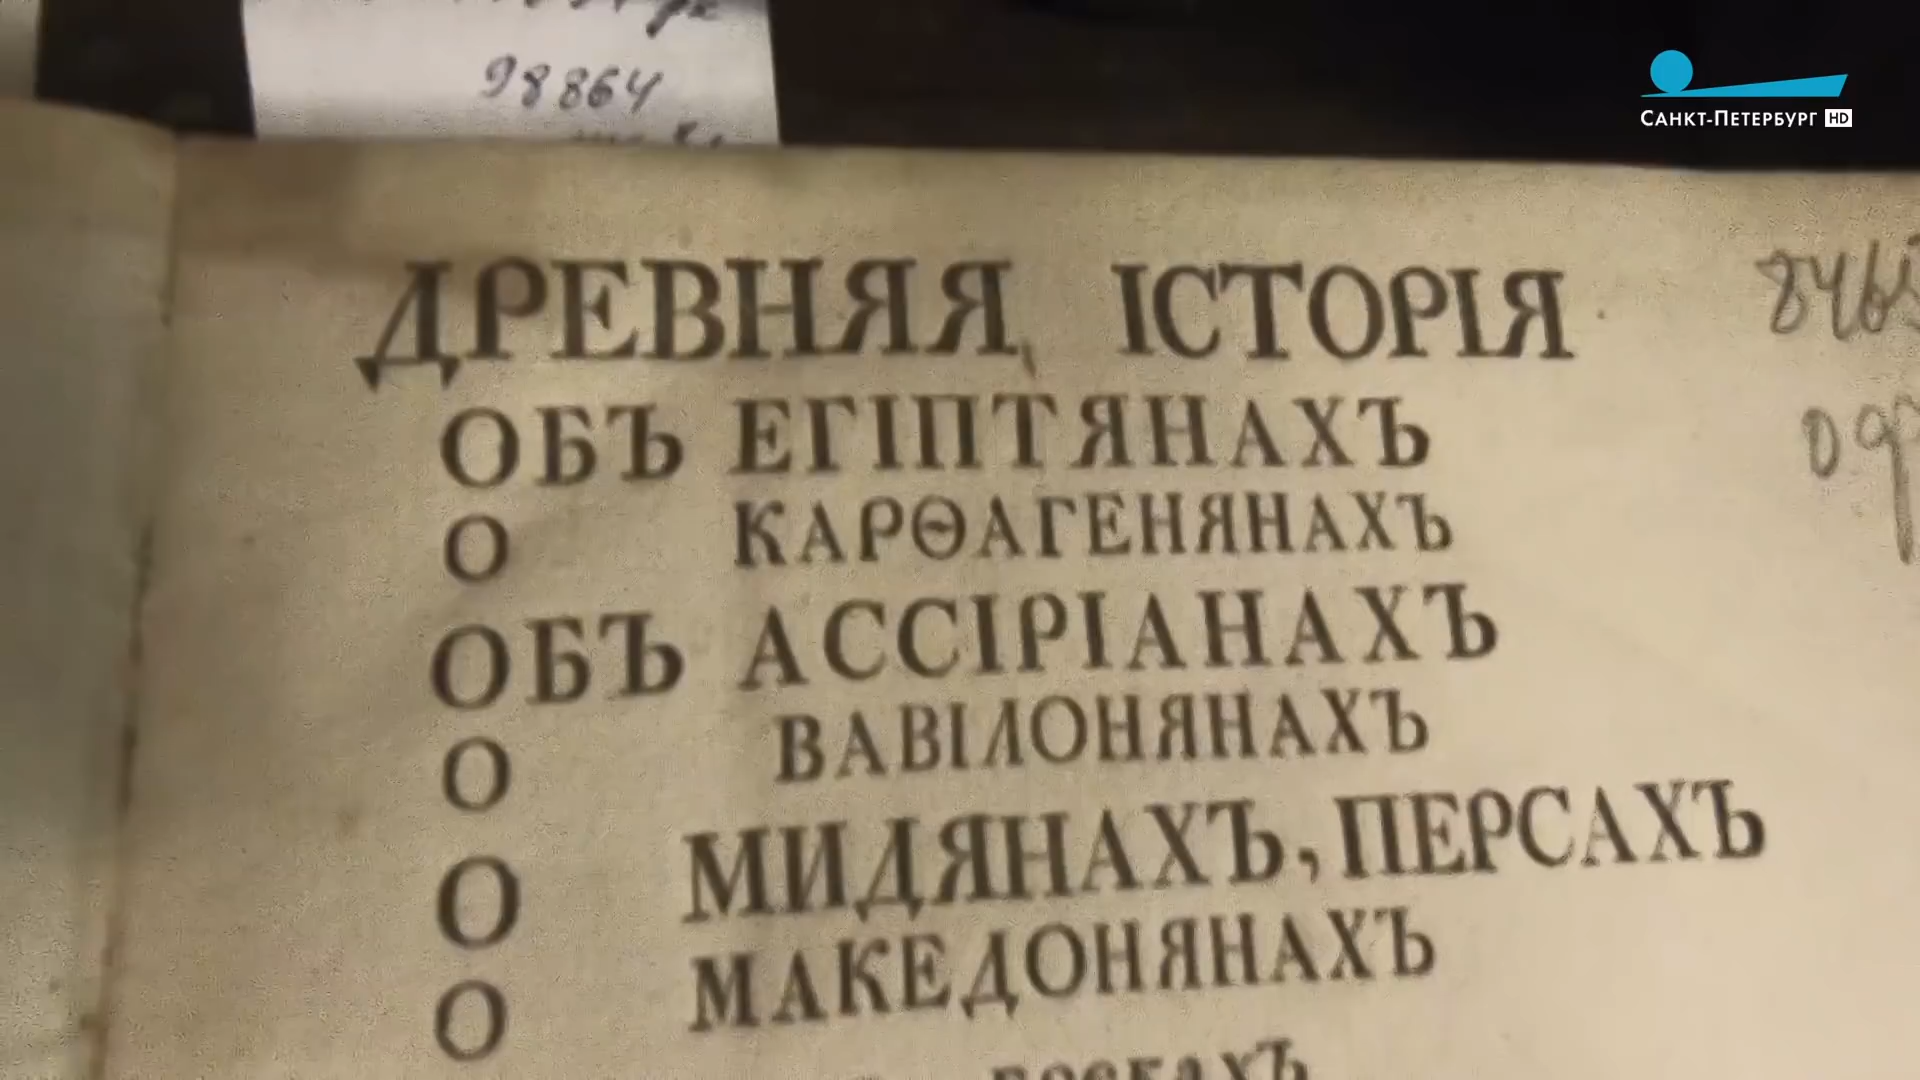 98864
САНКТ-ПЕТЕРБУРГ HD
ДРЕВНЯЯ ІСТОРІЯ
ОБЪ ЕГІПТЯНАХЪ
О КАРѲАГЕНЯНАХЪ
ОБЪ АССІРІАНАХЪ
О ВАВІЛОНЯНАХЪ
О МИДЯНАХЪ, ПЕРСАХЪ
О МАКЕДОНЯНАХЪ